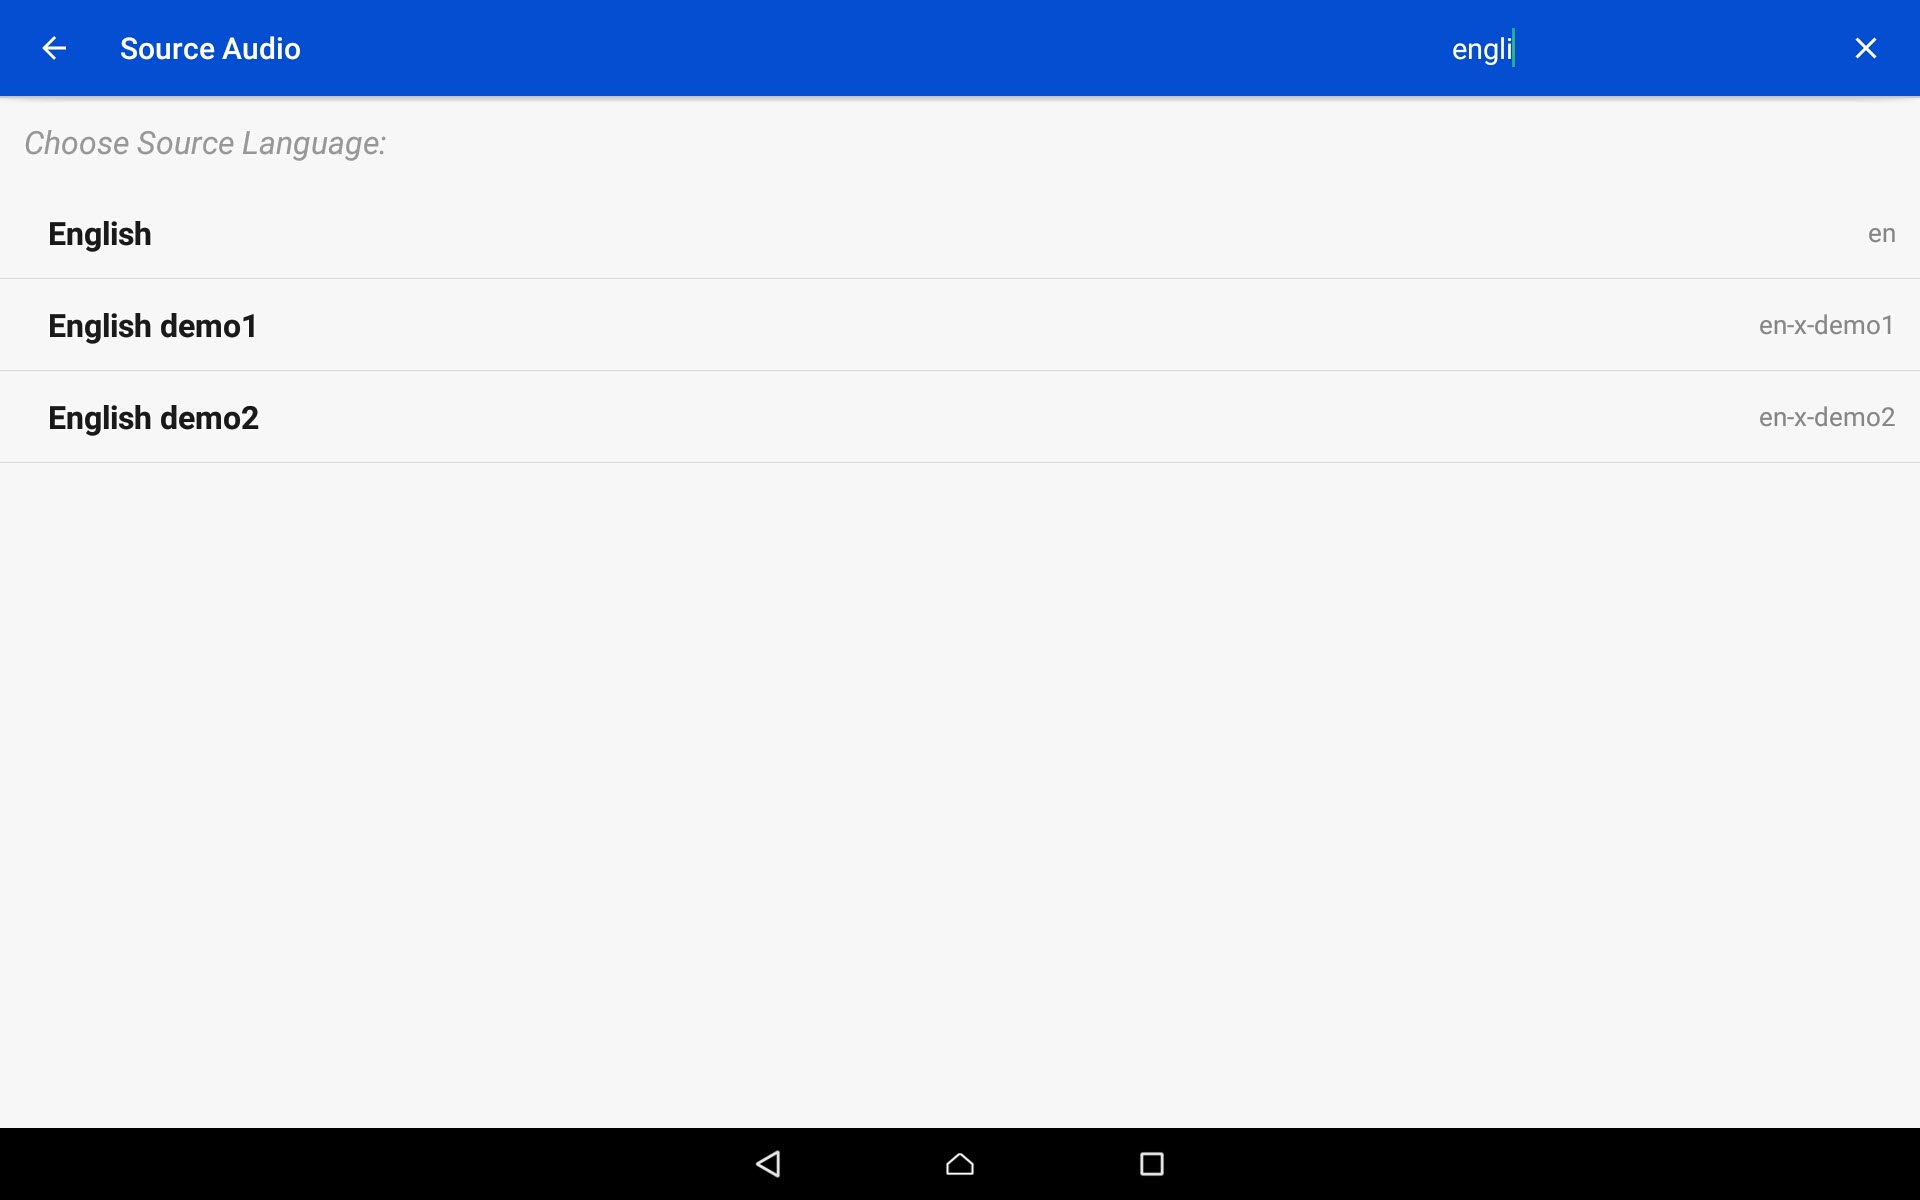 Source Audio
engli
Choose Source Language:
English en
English demo1 en-x-demo1
English demo2 en-x-demo2